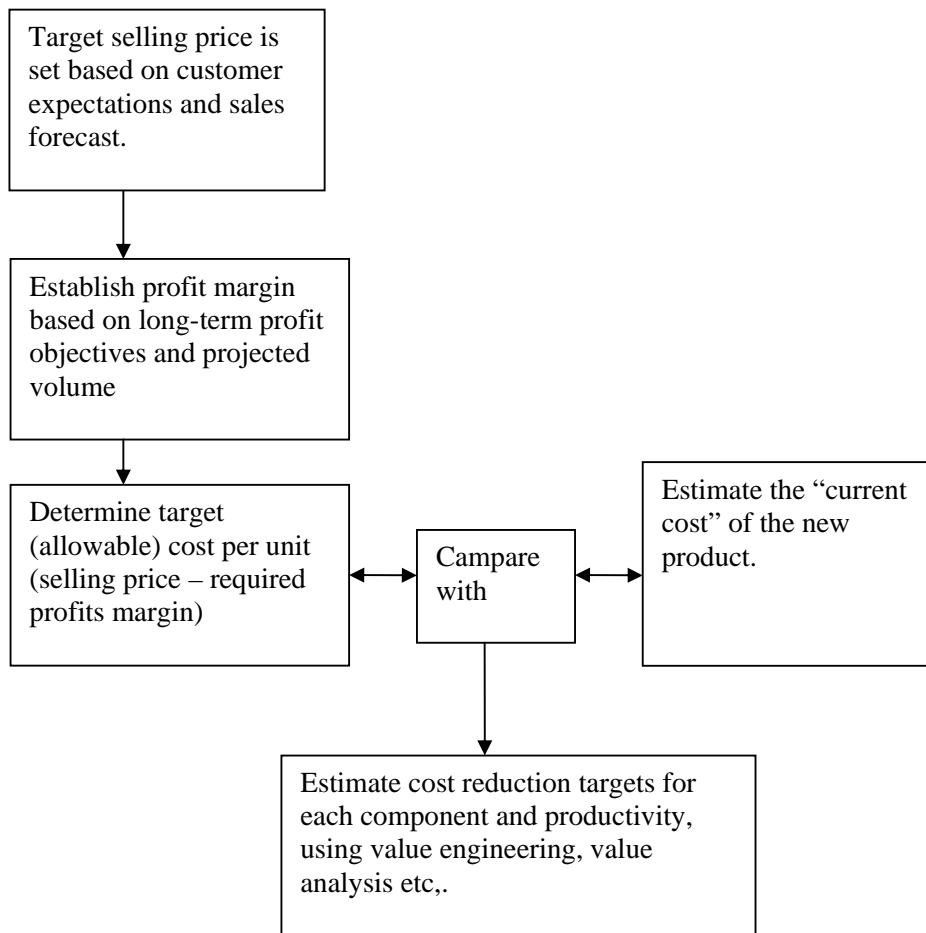 Target selling price is
set based on customer
expectations and sales
forecast.
Establish profit margin
based on long-term profit
objectives and projected
volume
Determine target
(allowable) cost per unit
(selling price – required
profits margin)
Campare
with
Estimate the “current
cost” of the new
product.
Estimate cost reduction targets for
each component and productivity,
using value engineering, value
analysis etc,.